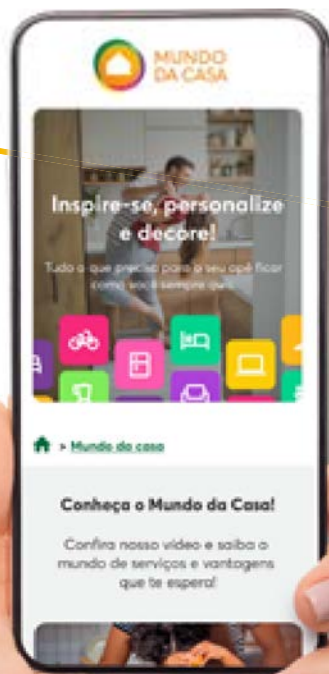 MUNDO
DA CASA
Inspire-se, personalize
e decore!
Tudo o que precisa para o seu apê ficar
como você sempre quis.
> Mundo da casa
Conheça o Mundo da Casa!
Confira nosso vídeo e saiba o
mundo de serviços e vantagens
que te espera!